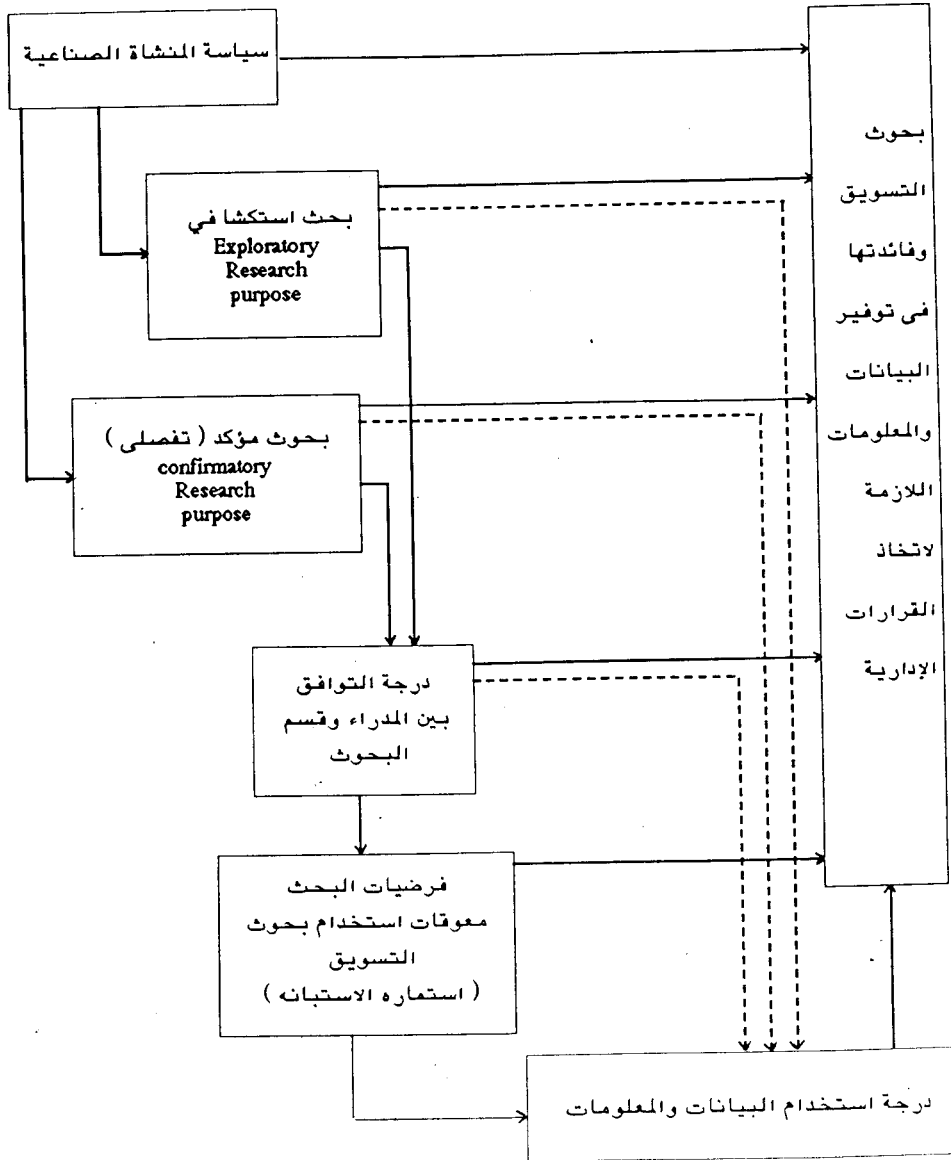 سياسة المنشاة الصناعية
بحث استكشافي
Exploratory
Research
purpose
بحوث مؤكد (تفصلى)
confirmatory
Research
purpose
درجة التوافق
بين المدراء وقسم
البحوث
فرضيات البحث
معوقات استخدام بحوث
التسويق
(استماره الاستبانه)
درجة استخدام البيانات والمعلومات
بحوث
التسويق
وفائدتها
فى توفير
البيانات
والمعلومات
اللازمة
لاتخاذ
القرارات
الإدارية